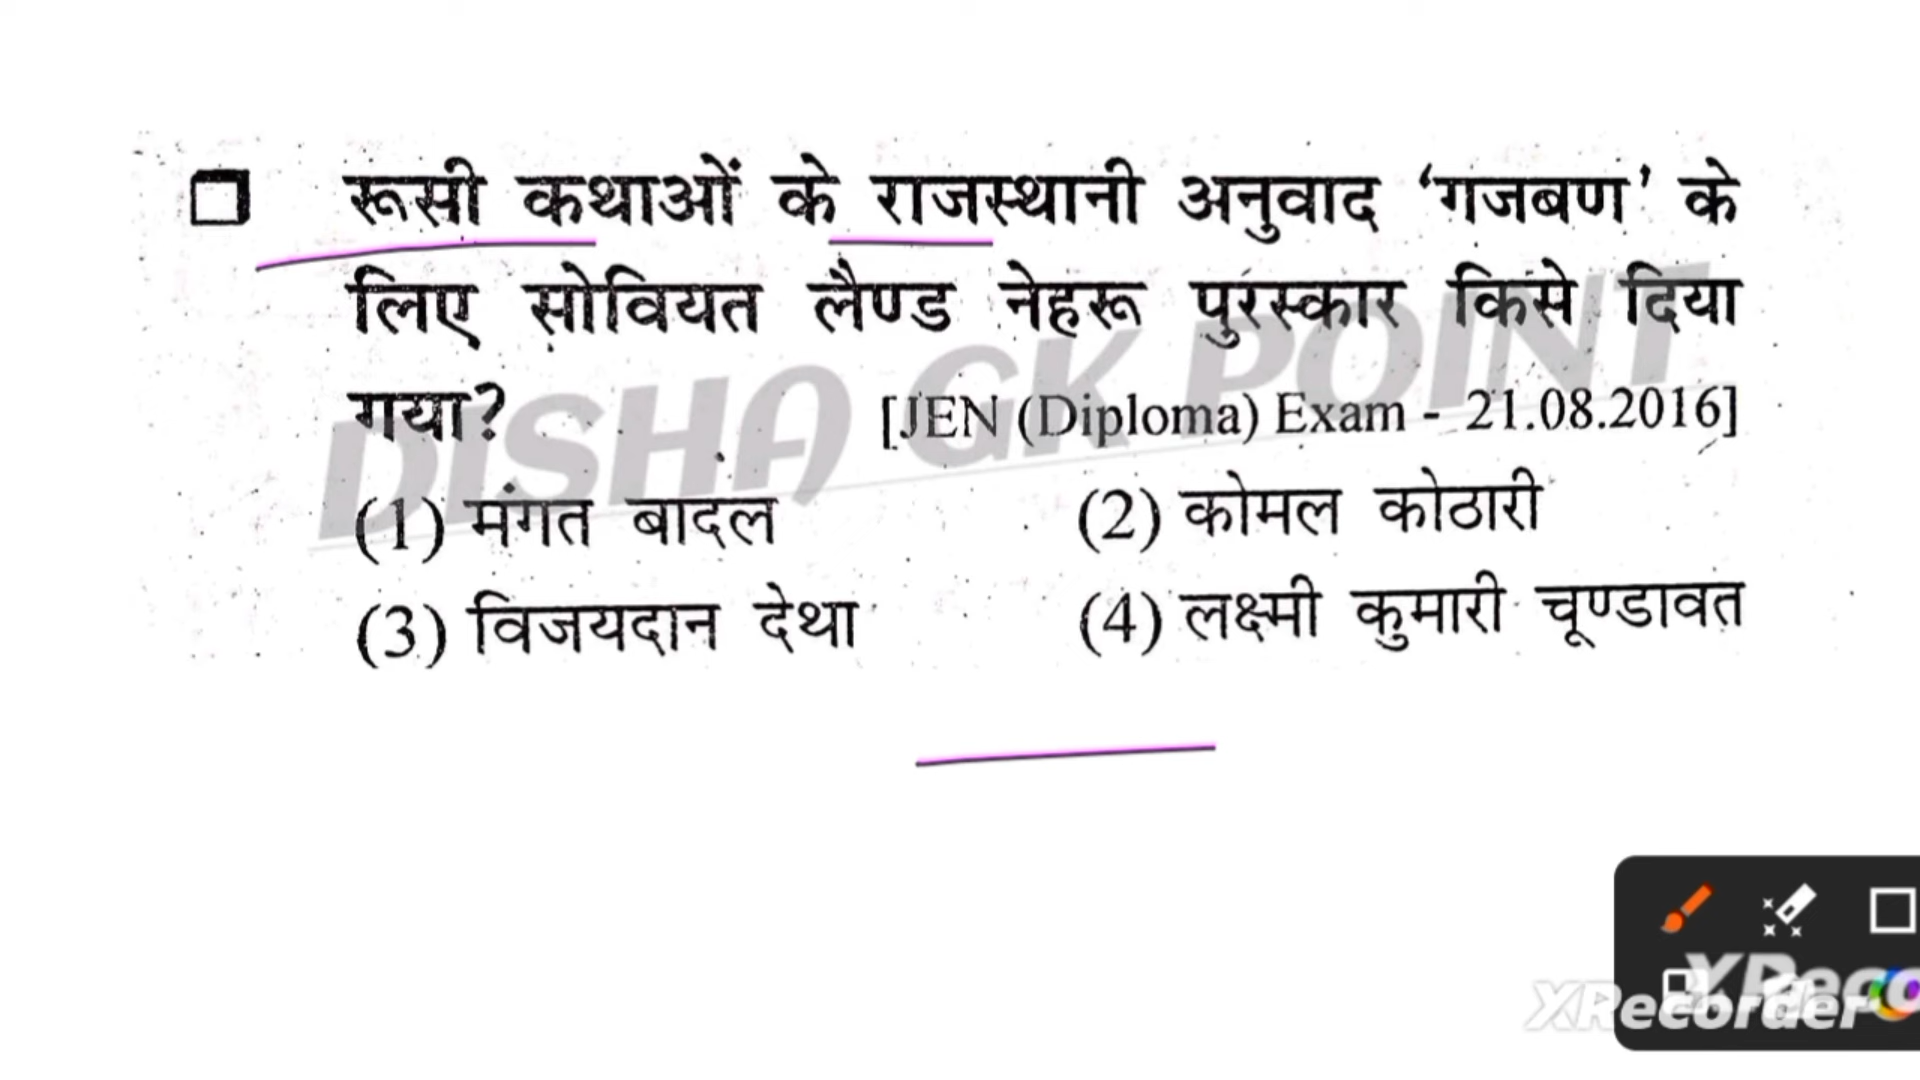 रूसी कथाओं के राजस्थानी अनुवाद 'गजबण' के
लिए सोवियत लैण्ड नेहरू पुरस्कार किसे दिया
गया? [JEN (Diploma) Exam - 21.08.2016]
DISHA GK POINT
(1) मंगत बादल (2) कोमल कोठारी
(3) विजयदान देथा (4) लक्ष्मी कुमारी चूण्डावत
XReco
XRecorder